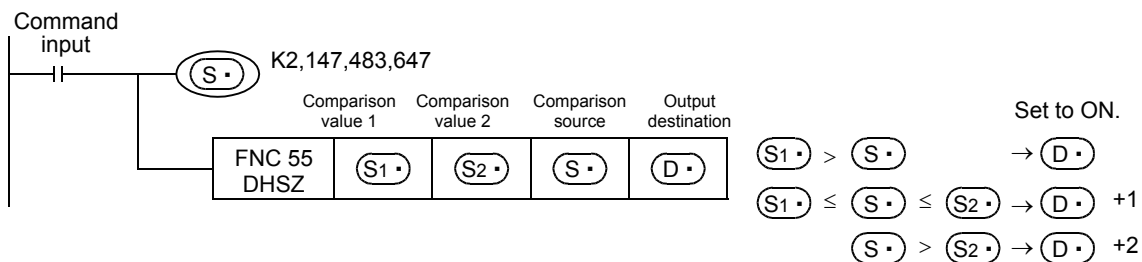 Command
input
S・ K2,147,483,647
Comparison value 1 Comparison value 2 Comparison source Output destination
FNC 55 DHSZ S1・ S2・ S・ D・
Set to ON.
S1・ > S・ → D・
S1・ ≤ S・ ≤ S2・ → D・ +1
S・ > S2・ → D・ +2